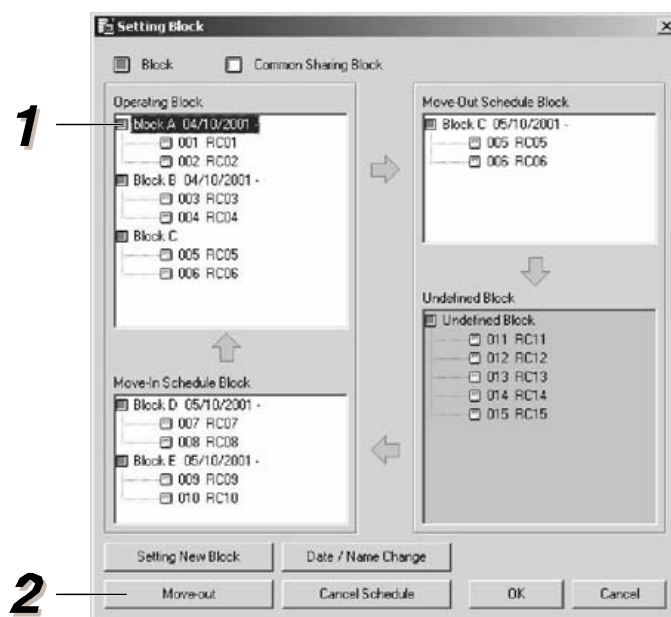 Setting Block
Block
Common Sharing Block
1
Operating Block
block A 04/10/2001 -
001 RC01
002 RC02
Block B 04/10/2001 -
003 RC03
004 RC04
Block C
005 RC05
006 RC06
Move-Out Schedule Block
Block C 05/10/2001 -
005 RC05
006 RC06
Undefined Block
Undefined Block
011 RC11
012 RC12
013 RC13
014 RC14
015 RC15
Move-In Schedule Block
Block D 05/10/2001 -
007 RC07
008 RC08
Block E 05/10/2001 -
009 RC09
010 RC10
Setting New Block
Date / Name Change
2
Move-out
Cancel Schedule
OK
Cancel